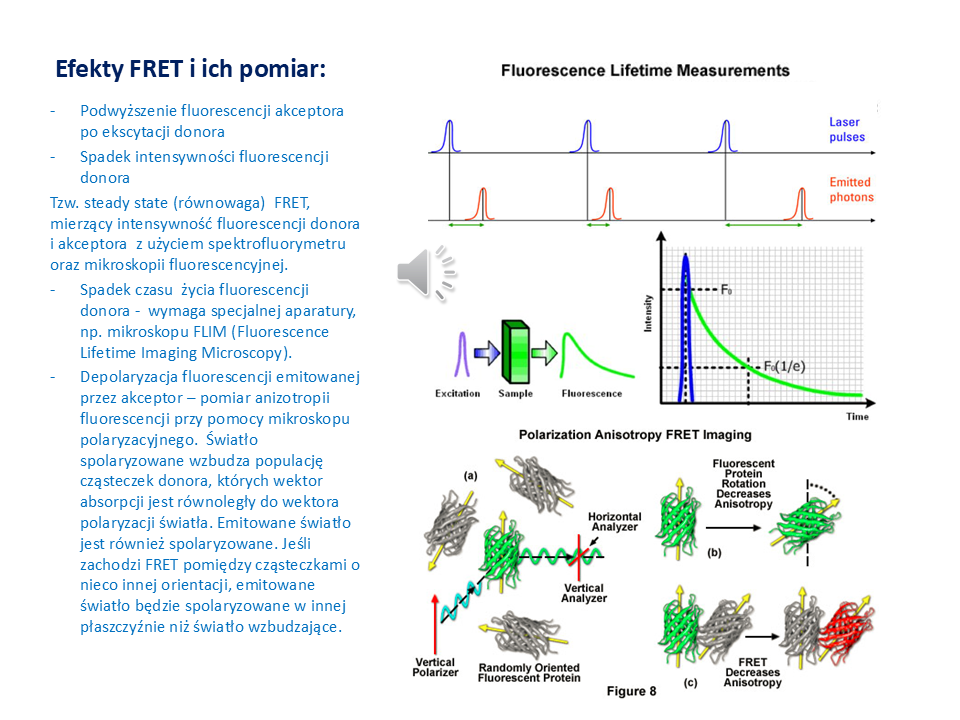 Efekty FRET i ich pomiar:
- Podwyższenie fluorescencji akceptora
po ekscytacji donora
- Spadek intensywności fluorescencji
donora
Tzw. steady state (równowaga) FRET,
mierzący intensywność fluorescencji donora
i akceptora z użyciem spektrofluorymetru
oraz mikroskopii fluorescencyjnej.
- Spadek czasu życia fluorescencji
donora - wymaga specjalnej aparatury,
np. mikroskopu FLIM (Fluorescence
Lifetime Imaging Microscopy).
- Depolaryzacja fluorescencji emitowanej
przez akceptor – pomiar anizotropii
fluorescencji przy pomocy mikroskopu
polaryzacyjnego. Światło
spolaryzowane wzbudza populację
cząsteczek donora, których wektor
absorpcji jest równoległy do wektora
polaryzacji światła. Emitowane światło
jest również spolaryzowane. Jeśli
zachodzi FRET pomiędzy cząsteczkami o
nieco innej orientacji, emitowane
światło będzie spolaryzowane w innej
płaszczyźnie niż światło wzbudzające.
Fluorescence Lifetime Measurements
Laser
pulses
Emitted
photons
Excitation
Sample
Fluorescence
Intensity
F₀
F₀(1/e)
Time
Polarization Anisotropy FRET Imaging
(a)
Horizontal
Analyzer
Vertical
Analyzer
Vertical
Polarizer
Randomly Oriented
Fluorescent Protein
Fluorescent
Protein
Rotation
Decreases
Anisotropy
(b)
FRET
Decreases
Anisotropy
(c)
Figure 8